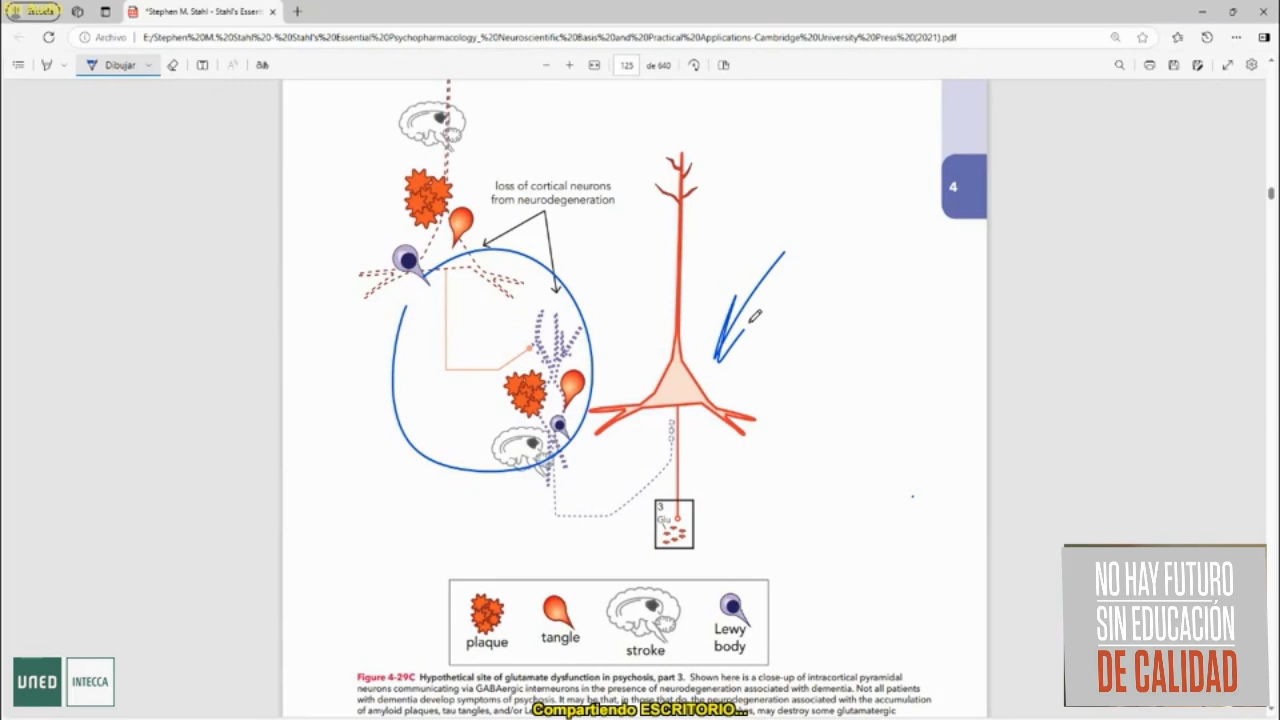 *Stephen M. Stahl - Stahl's Essen
Archivo
E:/Stephen%20M.%20Stahl%20-%20Stahl's%20Essential%20Psychopharmacology_%20Neuroscientific%20Basis%20and%20Practical%20Applications-Cambridge%20University%20Press%20(2021).pdf
Dibujar
125 de 640
4
loss of cortical neurons
from neurodegeneration
3
Glu
plaque
tangle
stroke
Lewy
body
Figure 4-29C Hypothetical site of glutamate dysfunction in psychosis, part 3. Shown here is a close-up of intracortical pyramidal
neurons communicating via GABAergic interneurons in the presence of neurodegeneration associated with dementia. Not all patients
with dementia develop symptoms of psychosis. It may be that, in those that do, the neurodegeneration associated with the accumulation
of amyloid plaques, tau tangles, and/or may destroy some glutamatergic
Compartiendo ESCRITORIO...
NO HAY FUTURO
SIN EDUCACIÓN
DE CALIDAD
UNED
INTECCA